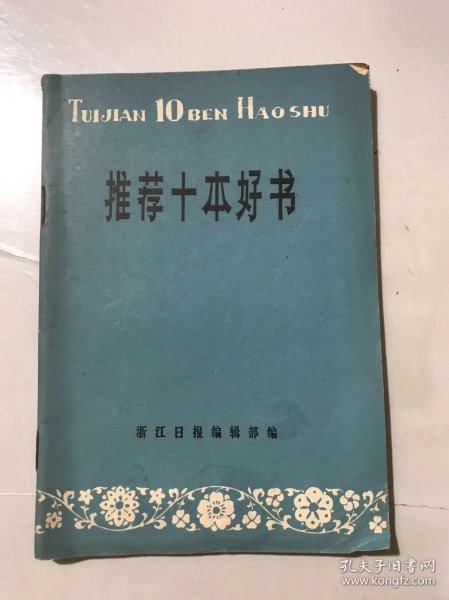 TUIJIAN 10 BEN HAO SHU
推荐十本好书
浙江日报编辑部编
孔夫子旧书网
www.kongfz.com